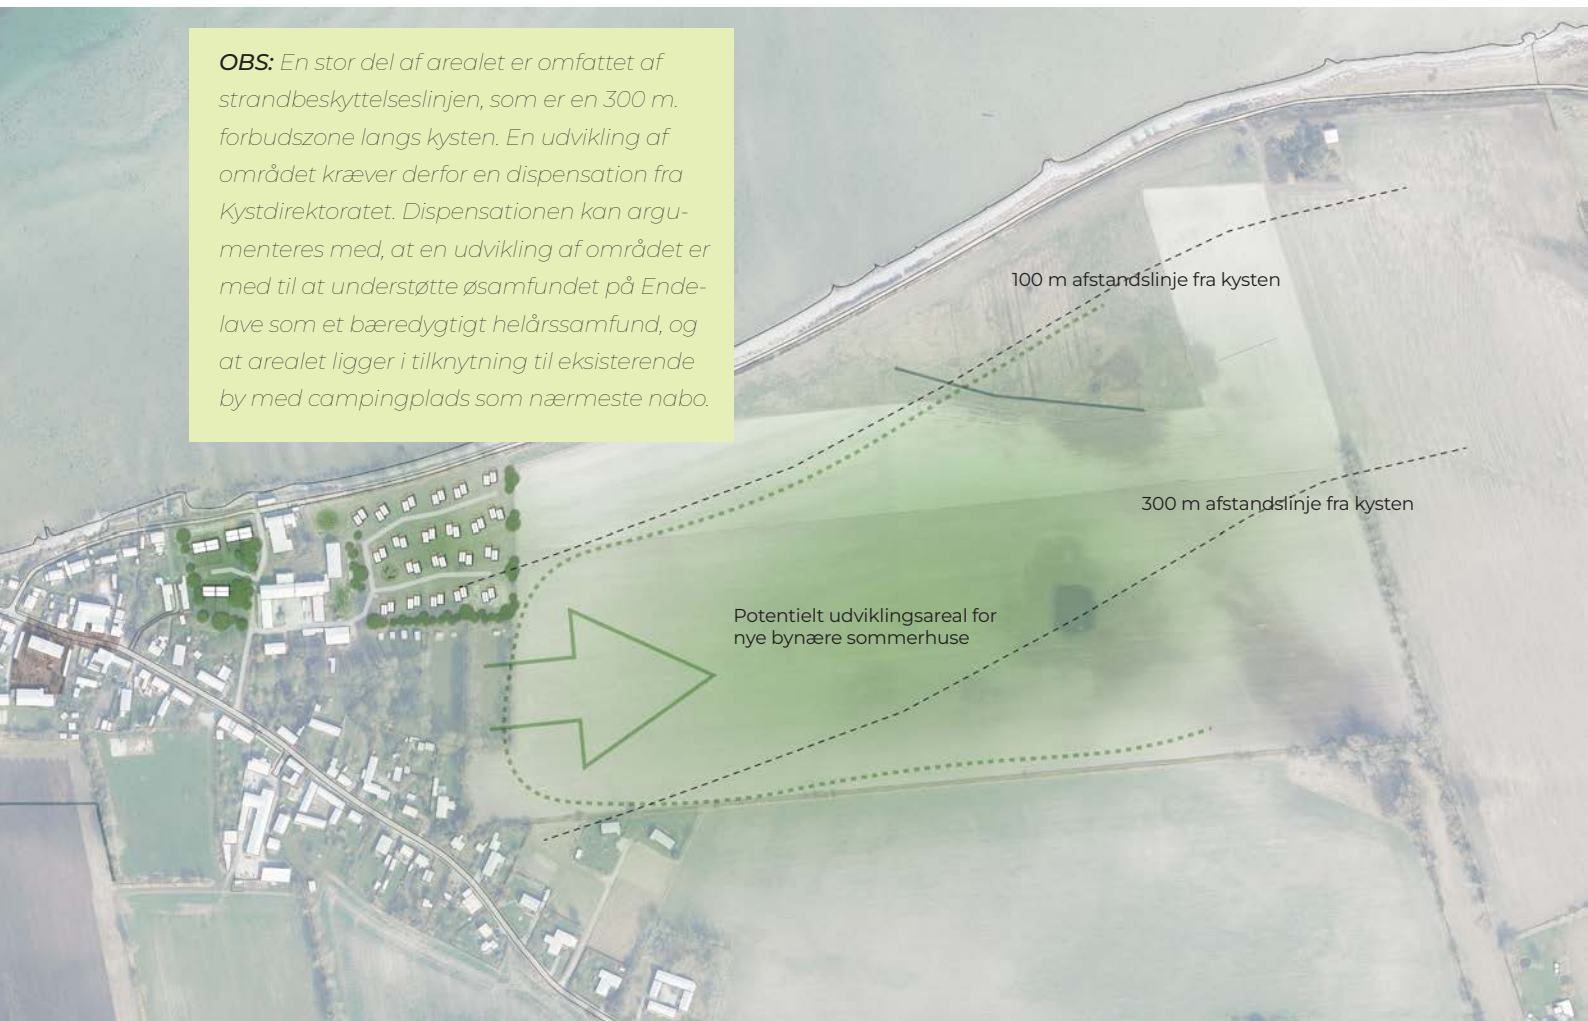 OBS: En stor del af arealet er omfattet af
strandbeskyttelseslinjen, som er en 300 m.
forbudszone langs kysten. En udvikling af
området kræver derfor en dispensation fra
Kystdirektoratet. Dispensationen kan argu-
menteres med, at en udvikling af området er
med til at understøtte øsamfundet på Ende-
lave som et bæredygtigt helårssamfund, og
at arealet ligger i tilknytning til eksisterende
by med campingplads som nærmeste nabo.
100 m afstandslinje fra kysten
300 m afstandslinje fra kysten
Potentielt udviklingsareal for
nye bynære sommerhuse